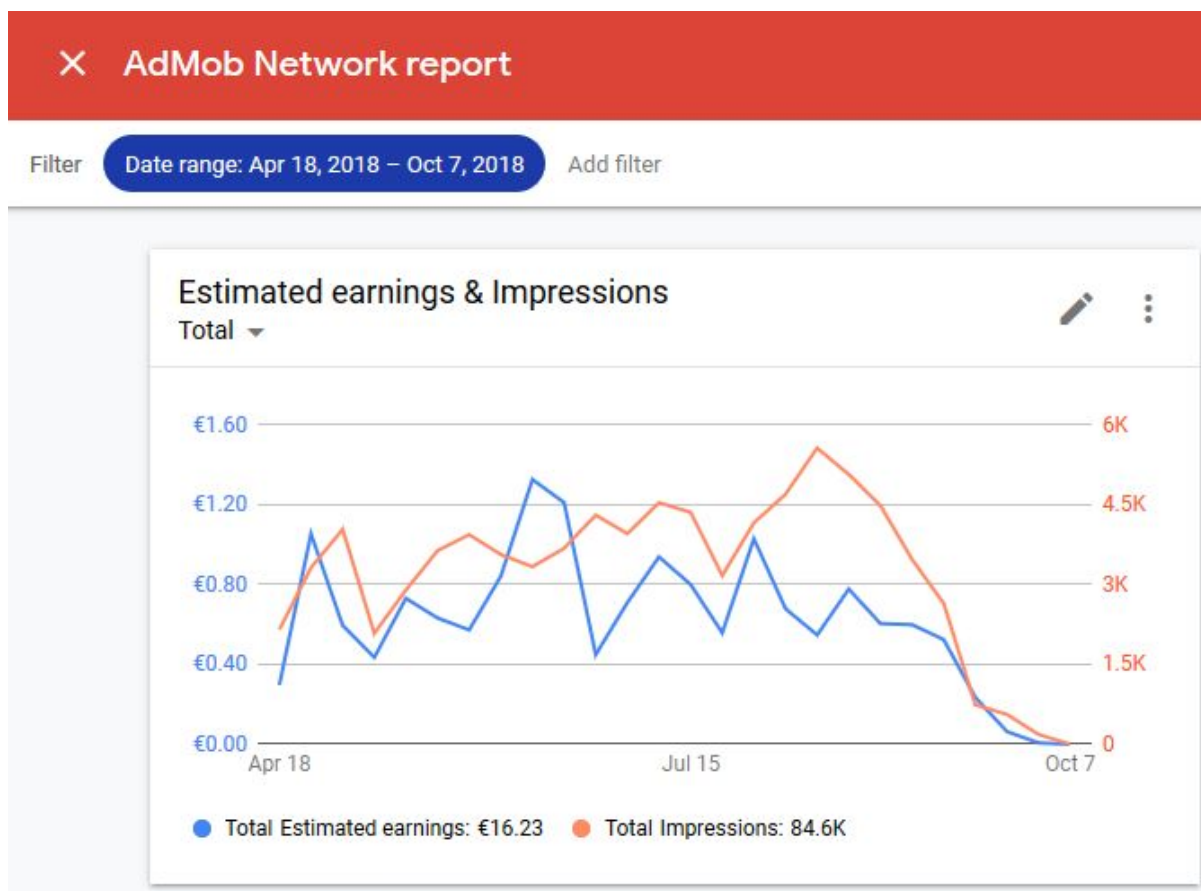 AdMob Network report
Filter Date range: Apr 18, 2018 – Oct 7, 2018 Add filter
Estimated earnings & Impressions
Total
€1.60 6K
€1.20 4.5K
€0.80 3K
€0.40 1.5K
€0.00 0
Apr 18 Jul 15 Oct 7
Total Estimated earnings: €16.23 Total Impressions: 84.6K